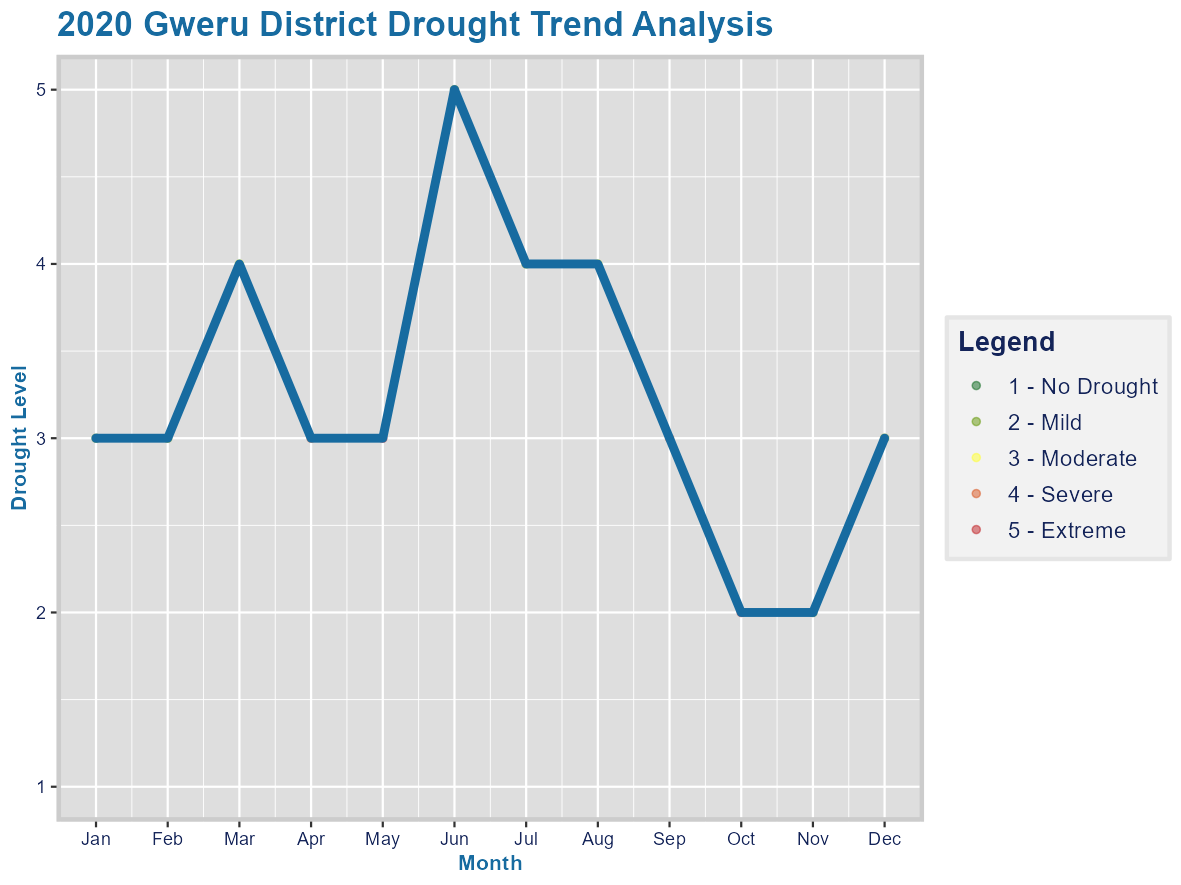 2020 Gweru District Drought Trend Analysis
Drought Level
5
4
3
2
1
Jan Feb Mar Apr May Jun Jul Aug Sep Oct Nov Dec
Month
Legend
1 - No Drought
2 - Mild
3 - Moderate
4 - Severe
5 - Extreme